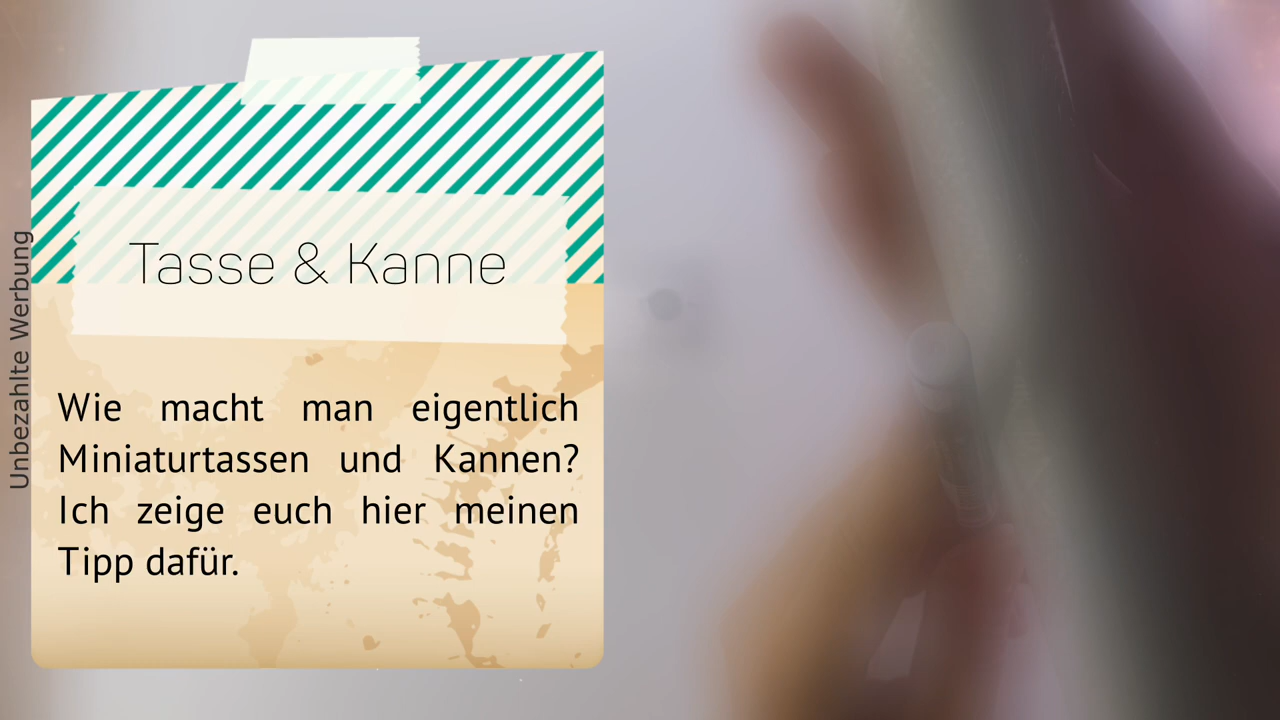 Unbezahlte Werbung
Tasse & Kanne
Wie macht man eigentlich
Miniaturtassen und Kannen?
Ich zeige euch hier meinen
Tipp dafür.